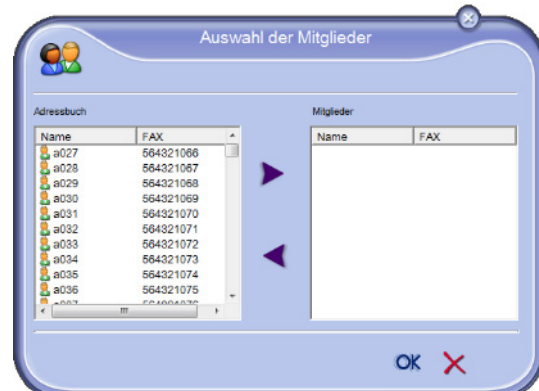 Auswahl der Mitglieder
Adressbuch
Name FAX
a027 564321066
a028 564321067
a029 564321068
a030 564321069
a031 564321070
a032 564321071
a033 564321072
a034 564321073
a035 564321074
a036 564321075
Mitglieder
Name FAX
OK